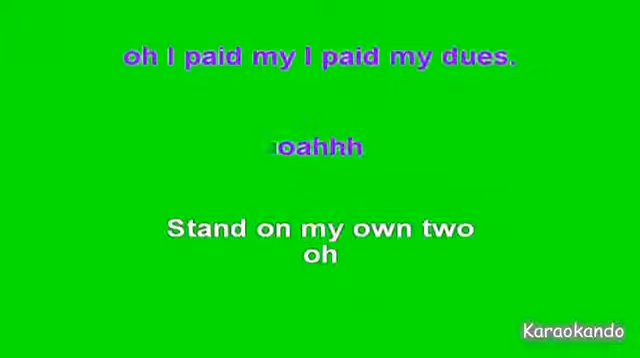 oh I paid my I paid my dues.
oahhh
Stand on my own two
oh
Karaokando